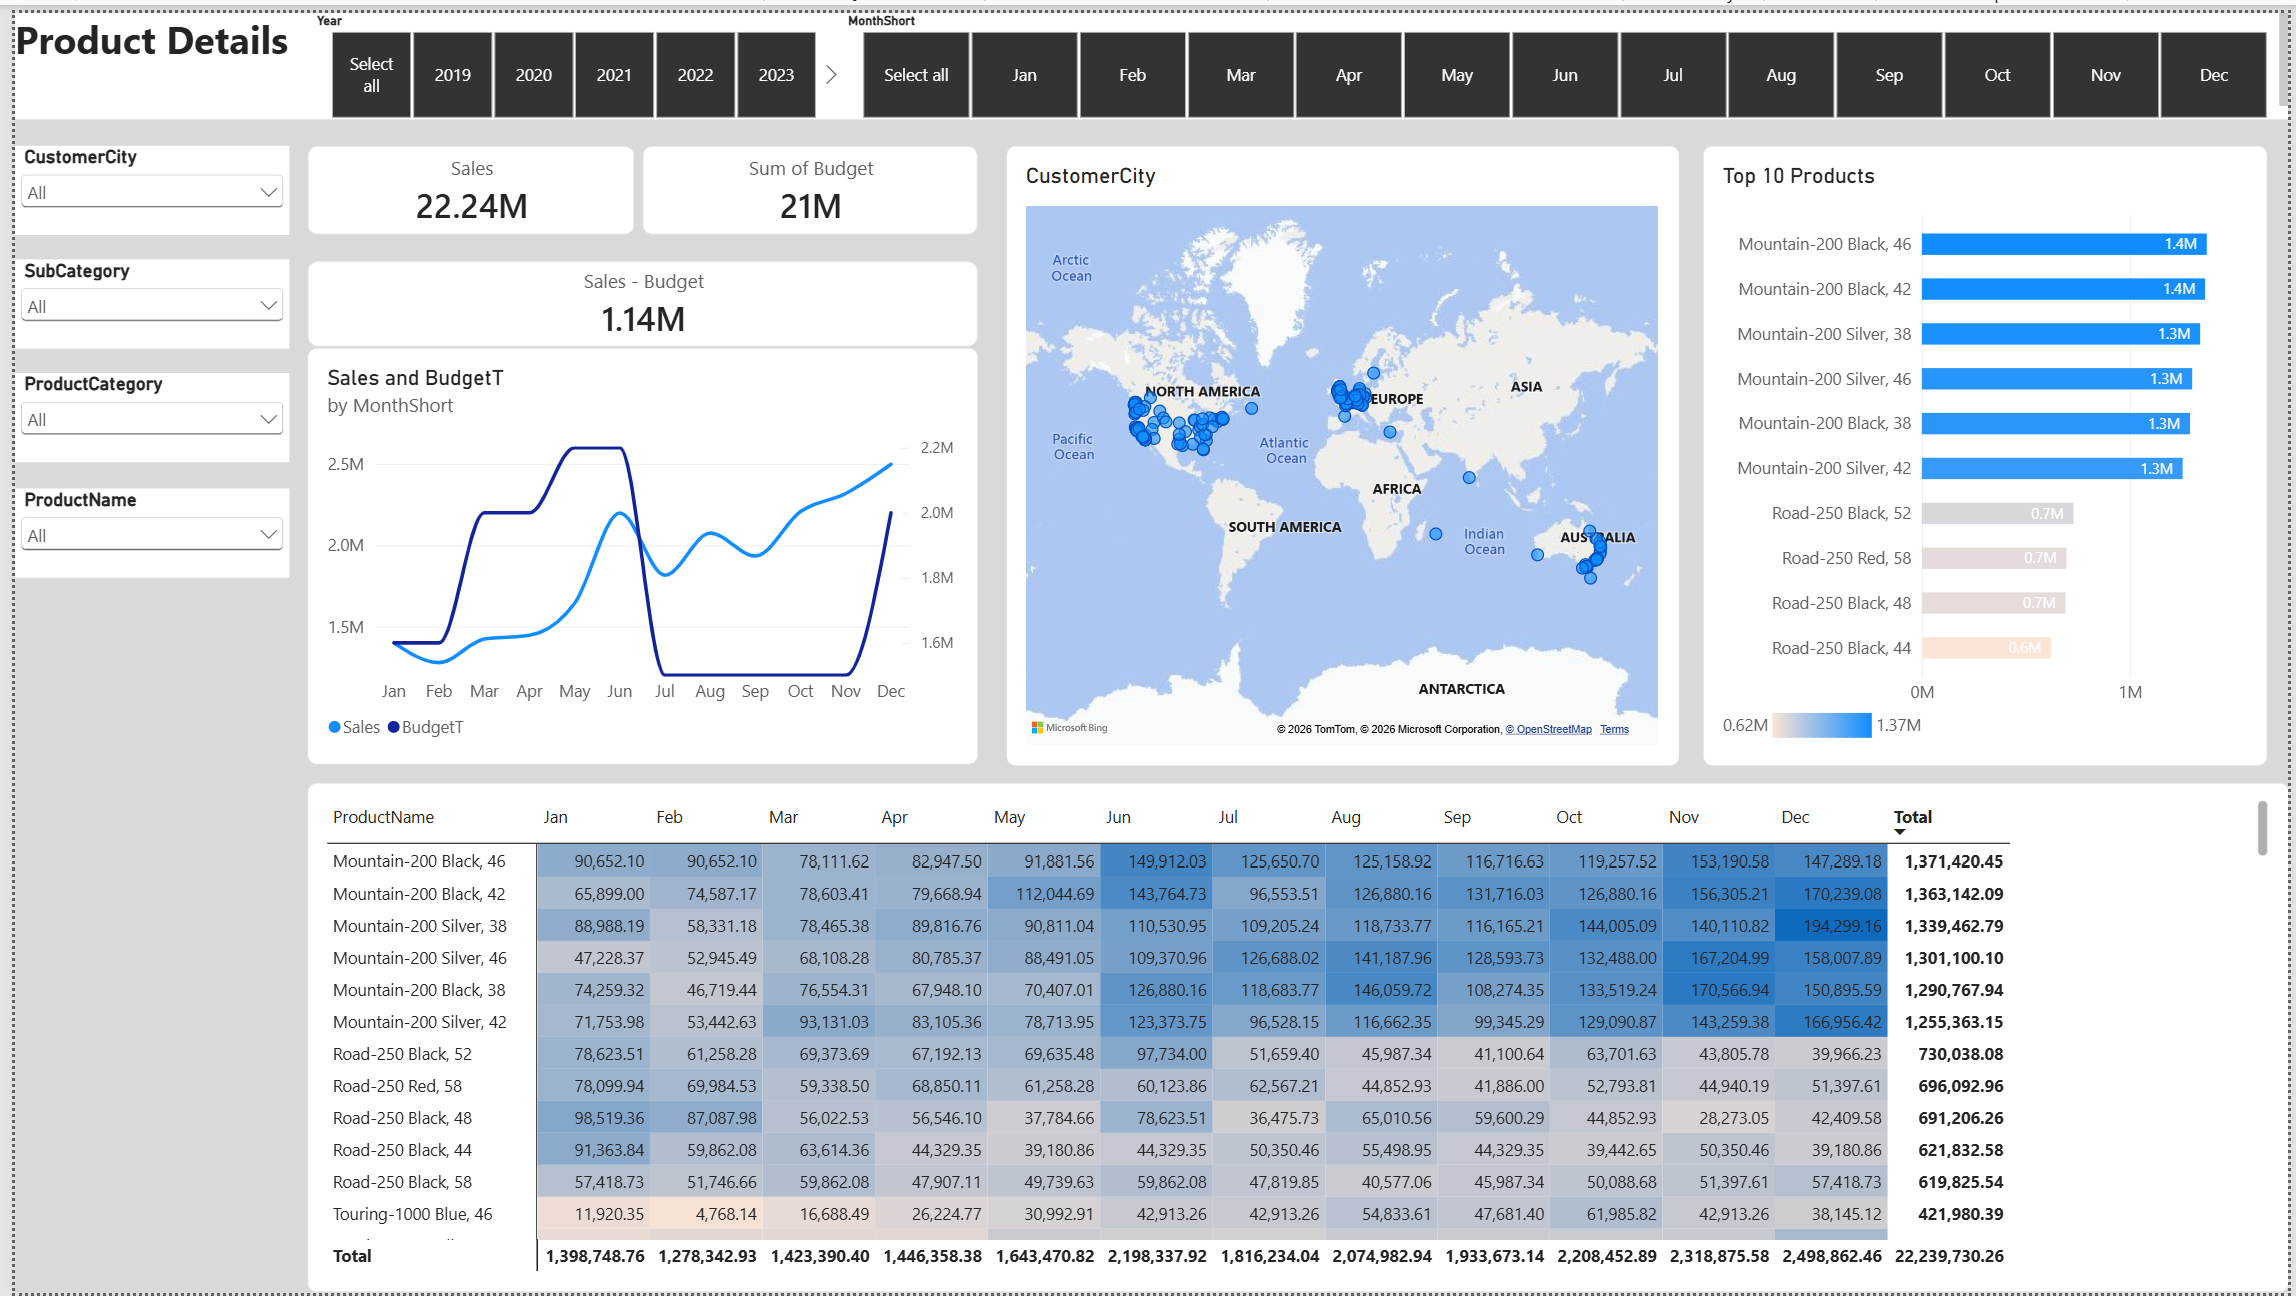 Product Details
Year
Select all
2019
2020
2021
2022
2023
MonthShort
Select all
Jan
Feb
Mar
Apr
May
Jun
Jul
Aug
Sep
Oct
Nov
Dec
CustomerCity
All
SubCategory
All
ProductCategory
All
ProductName
All
Sales
22.24M
Sum of Budget
21M
Sales - Budget
1.14M
Sales and BudgetT
by MonthShort
2.5M
2.0M
1.5M
2.2M
2.0M
1.8M
1.6M
Jan Feb Mar Apr May Jun Jul Aug Sep Oct Nov Dec
Sales BudgetT
CustomerCity
Arctic
Ocean
NORTH AMERICA
EUROPE
ASIA
Pacific
Ocean
Atlantic
Ocean
AFRICA
SOUTH AMERICA
Indian
Ocean
ANTARCTICA
Microsoft Bing
© 2026 TomTom, © 2026 Microsoft Corporation, © OpenStreetMap Terms
Top 10 Products
Mountain-200 Black, 46 1.4M
Mountain-200 Black, 42 1.4M
Mountain-200 Silver, 38 1.3M
Mountain-200 Silver, 46 1.3M
Mountain-200 Black, 38 1.3M
Mountain-200 Silver, 42 1.3M
Road-250 Black, 52 0.7M
Road-250 Red, 58 0.7M
Road-250 Black, 48 0.7M
Road-250 Black, 44 0.6M
0M 1M
0.62M 1.37M
ProductName Jan Feb Mar Apr May Jun Jul Aug Sep Oct Nov Dec Total
Mountain-200 Black, 46 90,652.10 90,652.10 78,111.62 82,947.50 91,881.56 149,912.03 125,650.70 125,158.92 116,716.63 119,257.52 153,190.58 147,289.18 1,371,420.45
Mountain-200 Black, 42 65,899.00 74,587.17 78,603.41 79,668.94 112,044.69 143,764.73 96,553.51 126,880.16 131,716.03 126,880.16 156,305.21 170,239.08 1,363,142.09
Mountain-200 Silver, 38 88,988.19 58,331.18 78,465.38 89,816.76 90,811.04 110,530.95 109,205.24 118,733.77 116,165.21 144,005.09 140,110.82 194,299.16 1,339,462.79
Mountain-200 Silver, 46 47,228.37 52,945.49 68,108.28 80,785.37 88,491.05 109,370.96 126,688.02 141,187.96 128,593.73 132,488.00 167,204.99 158,007.89 1,301,100.10
Mountain-200 Black, 38 74,259.32 46,719.44 76,554.31 67,948.10 70,407.01 126,880.16 118,683.77 146,059.72 108,274.35 133,519.24 170,566.94 150,895.59 1,290,767.94
Mountain-200 Silver, 42 71,753.98 53,442.63 93,131.03 83,105.36 78,713.95 123,373.75 96,528.15 116,662.35 99,345.29 129,090.87 143,259.38 166,956.42 1,255,363.15
Road-250 Black, 52 78,623.51 61,258.28 69,373.69 67,192.13 69,635.48 97,734.00 51,659.40 45,987.34 41,100.64 63,701.63 43,805.78 39,966.23 730,038.08
Road-250 Red, 58 78,099.94 69,984.53 59,338.50 68,850.11 61,258.28 60,123.86 62,567.21 44,852.93 41,886.00 52,793.81 44,940.19 51,397.61 696,092.96
Road-250 Black, 48 98,519.36 87,087.98 56,022.53 56,546.10 37,784.66 78,623.51 36,475.73 65,010.56 59,600.29 44,852.93 28,273.05 42,409.58 691,206.26
Road-250 Black, 44 91,363.84 59,862.08 63,614.36 44,329.35 39,180.86 44,329.35 50,350.46 55,498.95 44,329.35 39,442.65 50,350.46 39,180.86 621,832.58
Road-250 Black, 58 57,418.73 51,746.66 59,862.08 47,907.11 49,739.63 59,862.08 47,819.85 40,577.06 45,987.34 50,088.68 51,397.61 57,418.73 619,825.54
Touring-1000 Blue, 46 11,920.35 4,768.14 16,688.49 26,224.77 30,992.91 42,913.26 42,913.26 54,833.61 47,681.40 61,985.82 42,913.26 38,145.12 421,980.39
Total 1,398,748.76 1,278,342.93 1,423,390.40 1,446,358.38 1,643,470.82 2,198,337.92 1,816,234.04 2,074,982.94 1,933,673.14 2,208,452.89 2,318,875.58 2,498,862.46 22,239,730.26